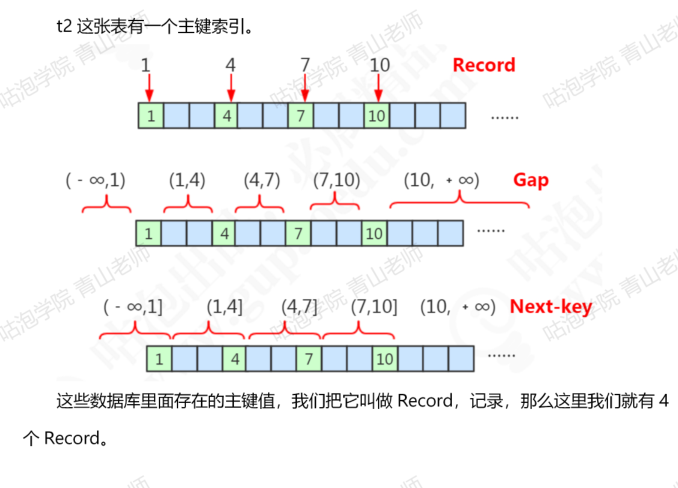 t2 这张表有一个主键索引。
1 4 7 10 Record
1 4 7 10 ······
(－∞,1) (1,4) (4,7) (7,10) (10, ＋∞) Gap
1 4 7 10 ······
(－∞,1] (1,4] (4,7] (7,10] (10, ＋∞) Next-key
1 4 7 10 ······
这些数据库里面存在的主键值，我们把它叫做 Record，记录，那么这里我们就有 4
个 Record。
咕泡学院 青山老师